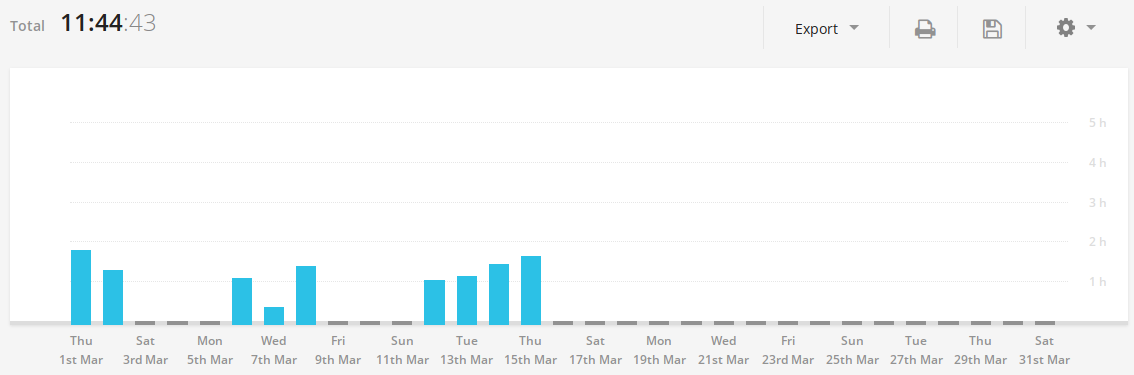 Total 11:44:43 Export
5 h
4 h
3 h
2 h
1 h
Thu Sat Mon Wed Fri Sun Tue Thu Sat Mon Wed Fri Sun Tue Thu Sat
1st Mar 3rd Mar 5th Mar 7th Mar 9th Mar 11th Mar 13th Mar 15th Mar 17th Mar 19th Mar 21st Mar 23rd Mar 25th Mar 27th Mar 29th Mar 31st Mar